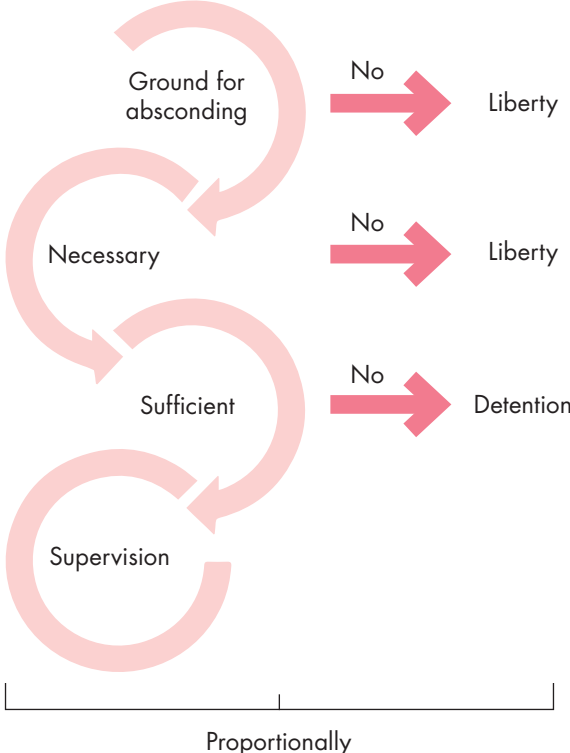 Ground for
absconding
No
Liberty
Necessary
No
Liberty
Sufficient
No
Detention
Supervision
Proportionally